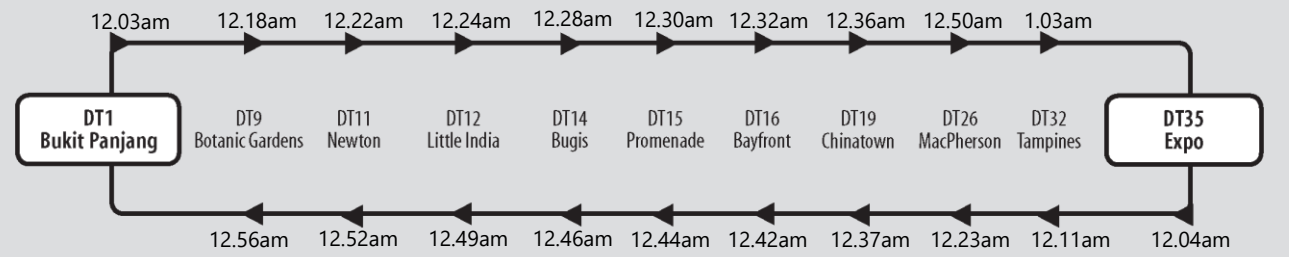 12.03am 12.18am 12.22am 12.24am 12.28am 12.30am 12.32am 12.36am 12.50am 1.03am
DT1 DT9 DT11 DT12 DT14 DT15 DT16 DT19 DT26 DT32 DT35
Bukit Panjang Botanic Gardens Newton Little India Bugis Promenade Bayfront Chinatown MacPherson Tampines Expo
12.56am 12.52am 12.49am 12.46am 12.44am 12.42am 12.37am 12.23am 12.11am 12.04am